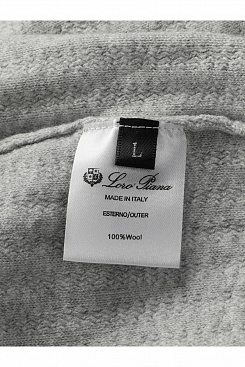 L
Loro Piana
MADE IN ITALY
ESTERNO/OUTER
100%Wool